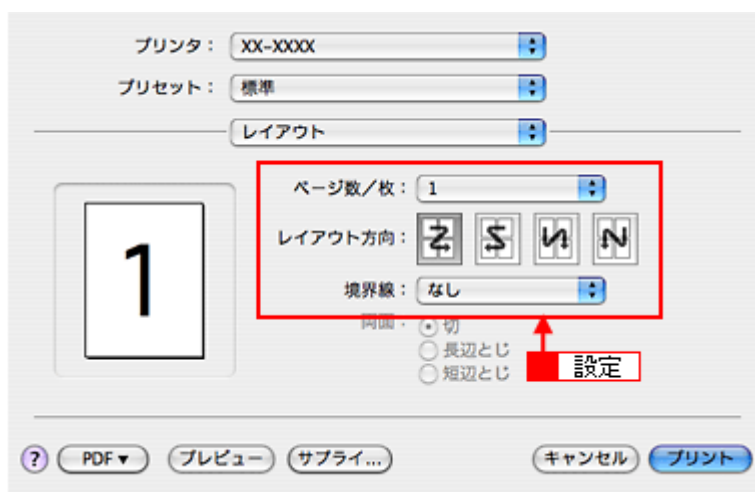 プリンタ： XX-XXXX
プリセット： 標準
レイアウト
ページ数／枚： 1
レイアウト方向：
境界線： なし
両面： 切
長辺とじ
短辺とじ
1
設定
? PDF▼ プレビュー サプライ... キャンセル プリント